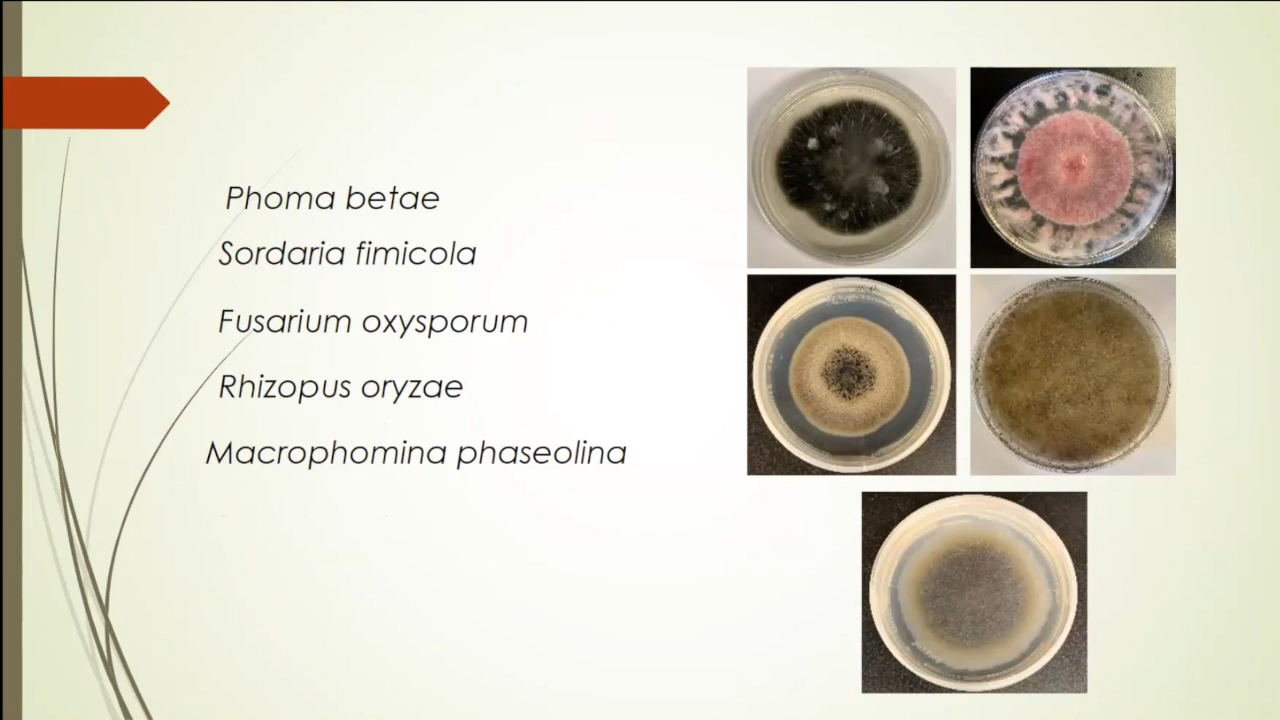 Phoma betae
Sordaria fimicola
Fusarium oxysporum
Rhizopus oryzae
Macrophomina phaseolina